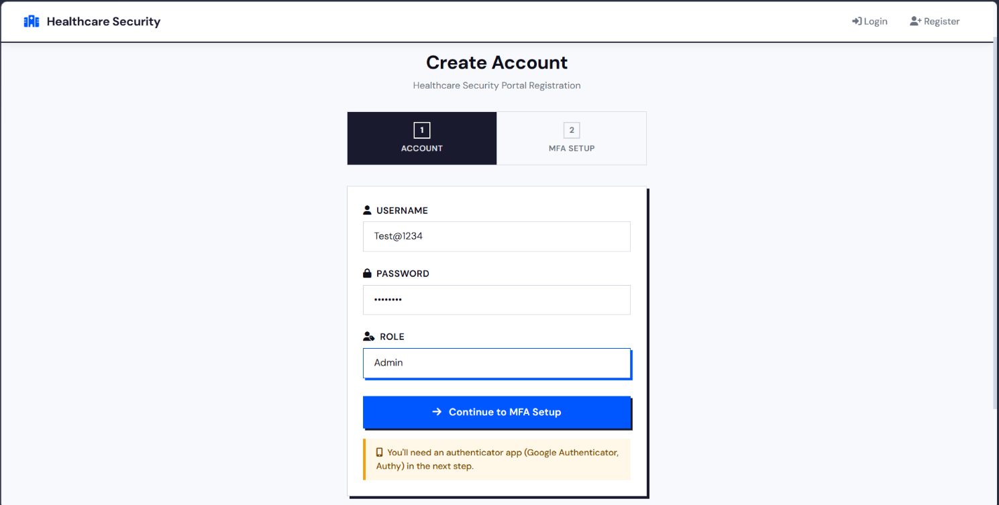 Healthcare Security
Login
Register
Create Account
Healthcare Security Portal Registration
1
ACCOUNT
2
MFA SETUP
USERNAME
Test@1234
PASSWORD
••••••••
ROLE
Admin
Continue to MFA Setup
You'll need an authenticator app (Google Authenticator,
Authy) in the next step.